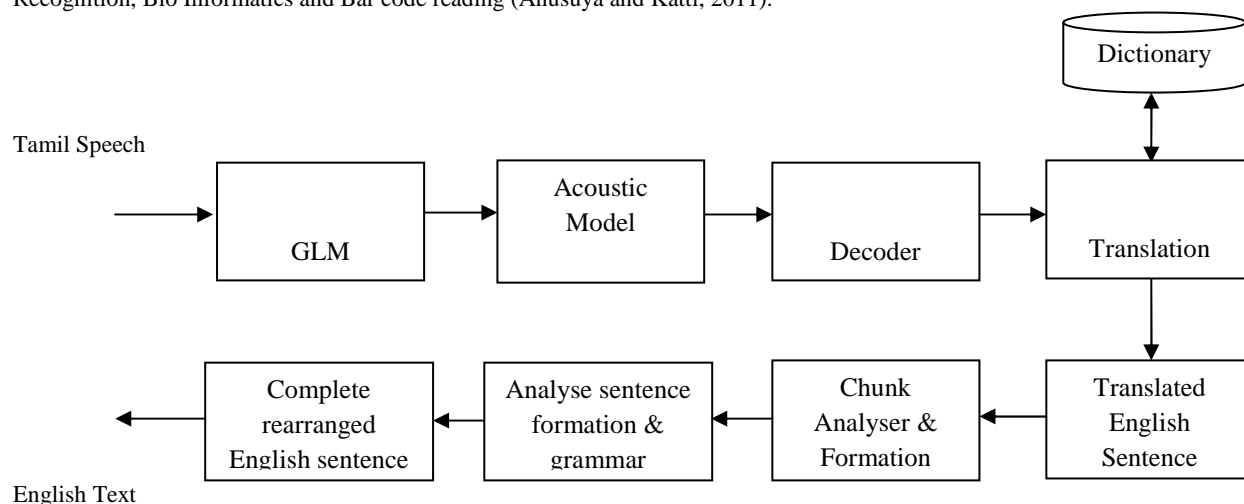 Recognition, Bio Informatics and Bar code reading (Anusuya and Katti, 2011).
Dictionary
Tamil Speech
GLM
Acoustic
Model
Decoder
Translation
Complete
rearranged
English sentence
Analyse sentence
formation &
grammar
Chunk
Analyser &
Formation
Translated
English
Sentence
English Text